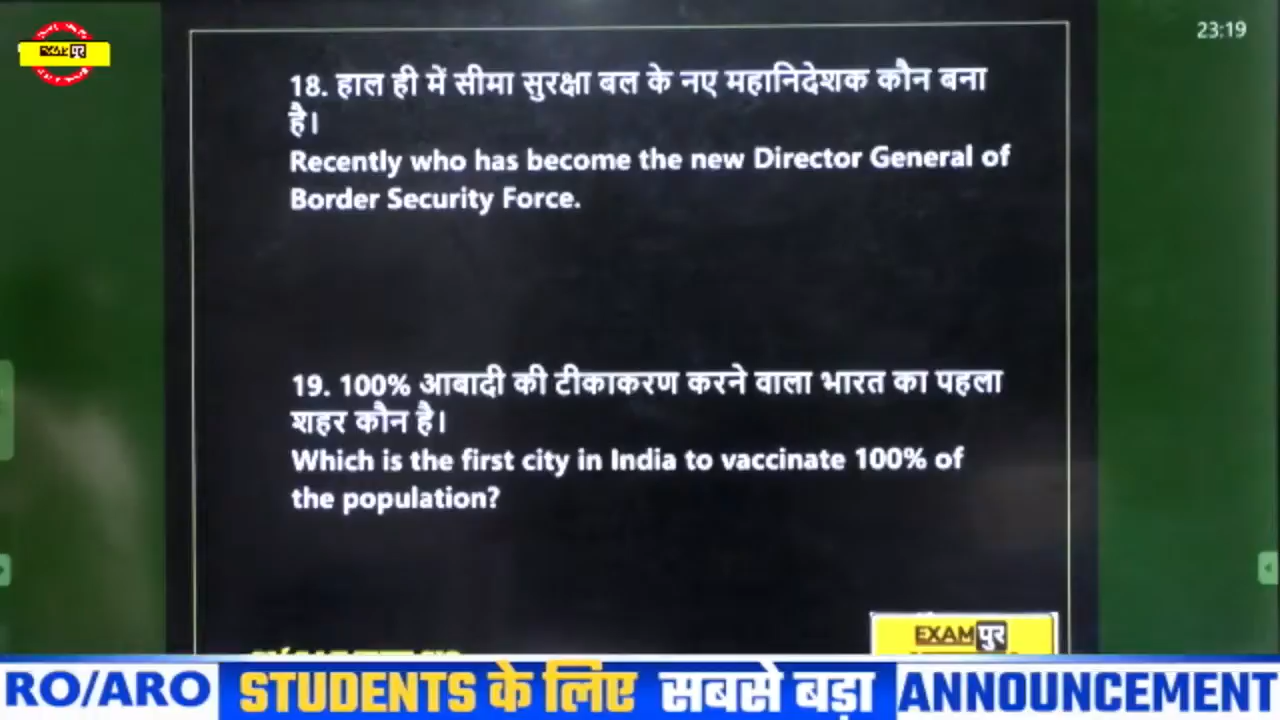 EXAM पुर
23:19
18. हाल ही में सीमा सुरक्षा बल के नए महानिदेशक कौन बना
है।
Recently who has become the new Director General of
Border Security Force.
19. 100% आबादी की टीकाकरण करने वाला भारत का पहला
शहर कौन है।
Which is the first city in India to vaccinate 100% of
the population?
EXAM पुर
RO/ARO STUDENTS के लिए सबसे बड़ा ANNOUNCEMENT